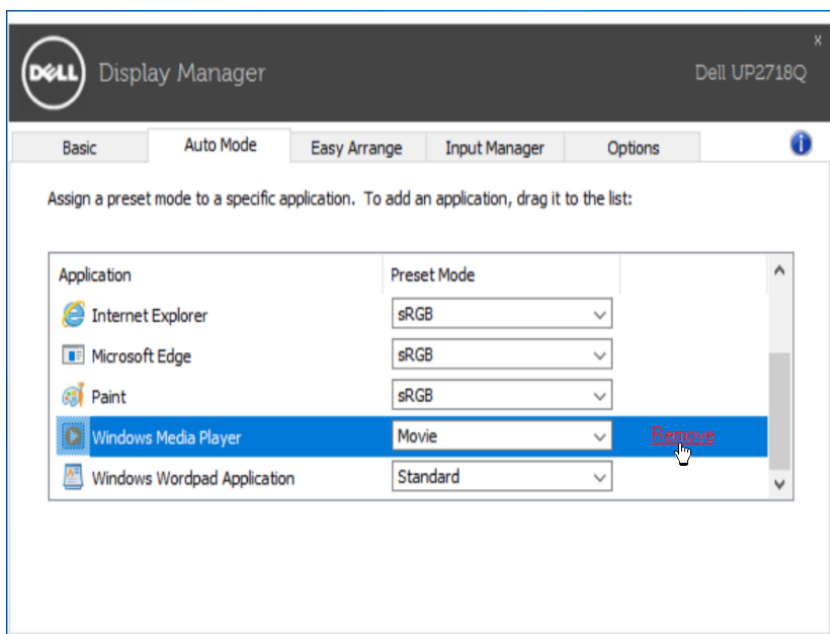 x
DELL Display Manager Dell UP2718Q
Basic Auto Mode Easy Arrange Input Manager Options i
Assign a preset mode to a specific application. To add an application, drag it to the list:
Application Preset Mode
Internet Explorer sRGB
Microsoft Edge sRGB
Paint sRGB
Windows Media Player Movie Remove
Windows Wordpad Application Standard